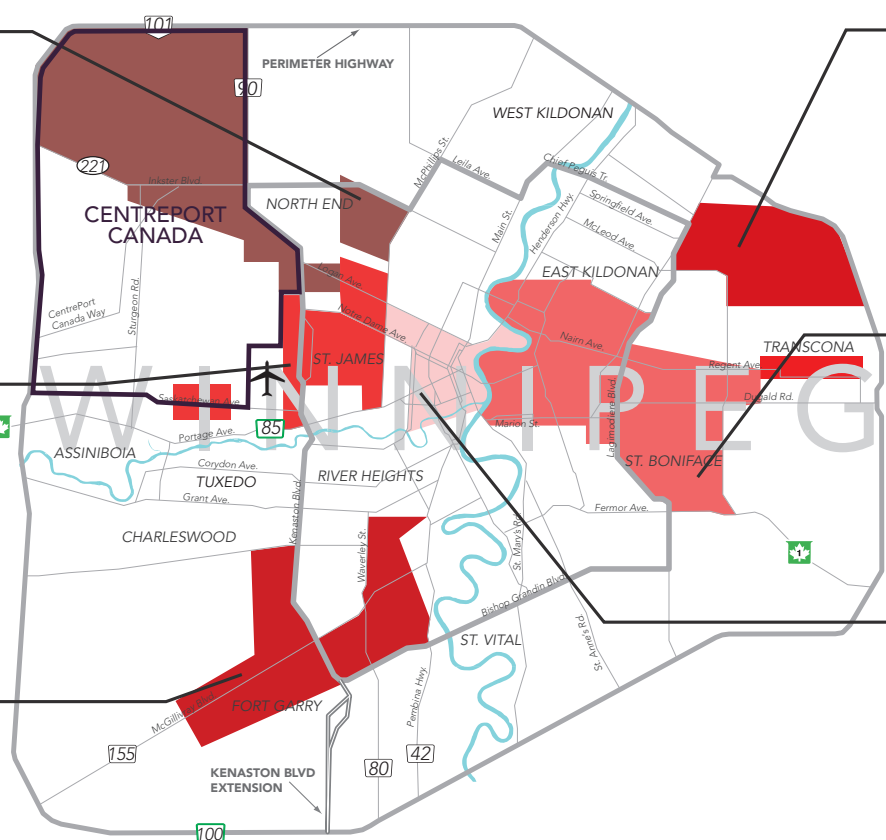 101
PERIMETER HIGHWAY
90
WEST KILDONAN
McPhillips St.
Leila Ave.
Chief Peguis Tr.
221
Inkster Blvd.
NORTH END
Springfield Ave.
Main St.
Henderson Hwy.
McLeod Ave.
CENTREPORT
CANADA
EAST KILDONAN
Logan Ave.
CentrePort
Canada Way
Sturgeon Rd.
Notre Dame Ave.
Nairn Ave.
TRANSCONA
ST. JAMES
Regent Ave.
WINNIPEG
Saskatchewan Ave.
Dugald Rd.
Lagimodiere Blvd.
85
Portage Ave.
Marion St.
ASSINIBOIA
Corydon Ave.
ST. BONIFACE
TUXEDO
RIVER HEIGHTS
Grant Ave.
Kenaston Blvd.
Fermor Ave.
CHARLESWOOD
Waverley St.
St. Mary's Rd.
1
Bishop Grandin Blvd.
ST. VITAL
St. Anne's Rd.
McGillivray Blvd.
FORT GARRY
Pembina Hwy.
155
42
80
KENASTON BLVD
EXTENSION
100